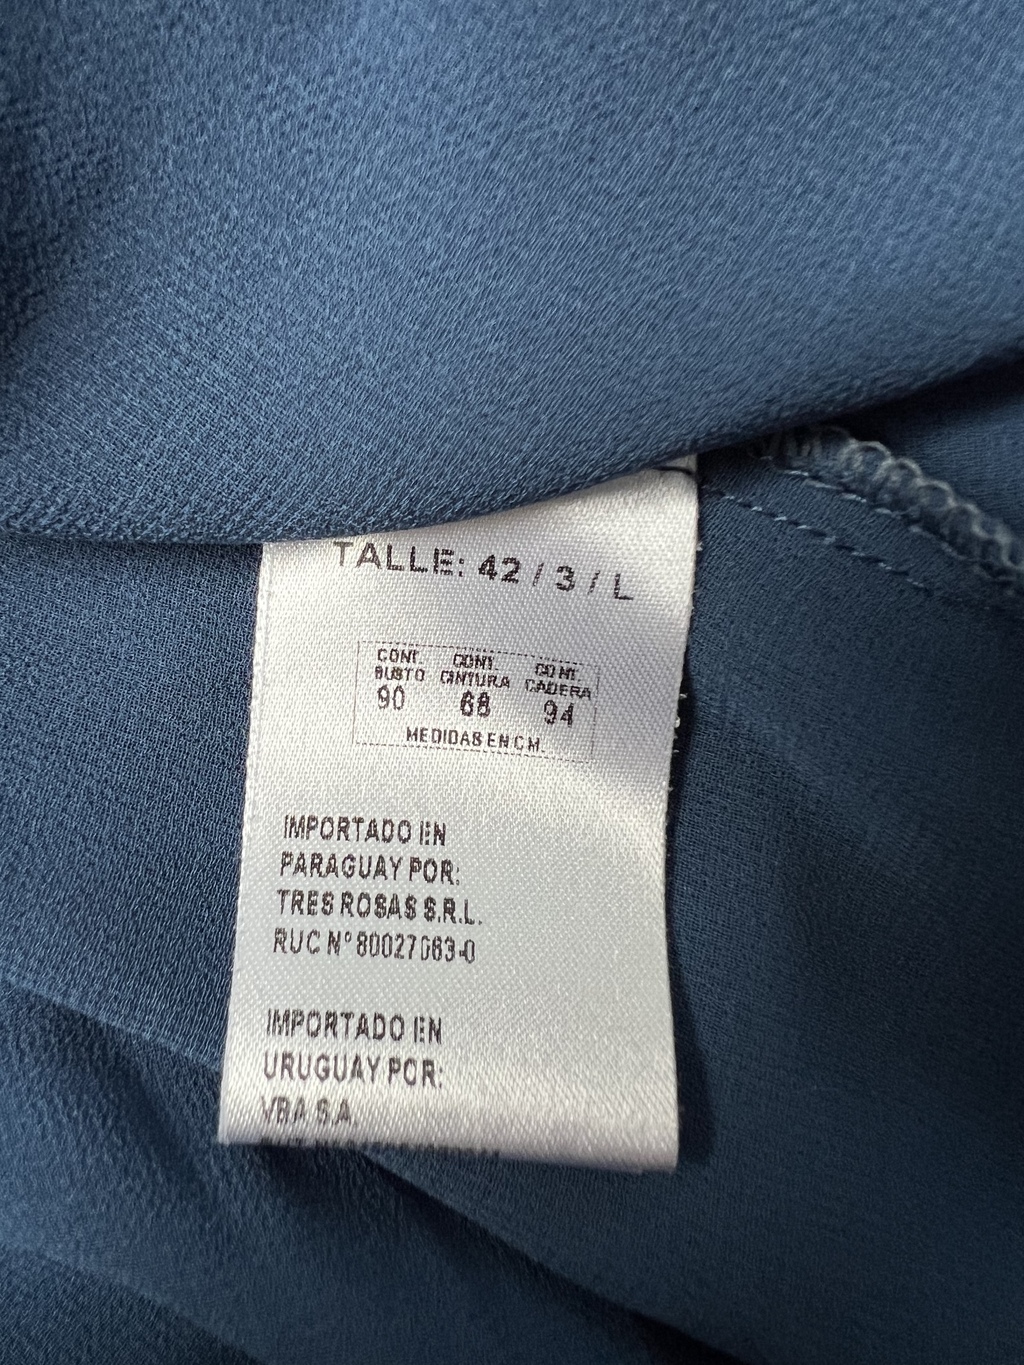 TALLE: 42 / 3 / L
CONT. CONT. CONT.
BUSTO CINTURA CADERA
90 68 94
MEDIDAS EN CM.
IMPORTADO EN
PARAGUAY POR:
TRES ROSAS S.R.L.
RUC Nº 80027063-0
IMPORTADO EN
URUGUAY POR:
VBA S.A.